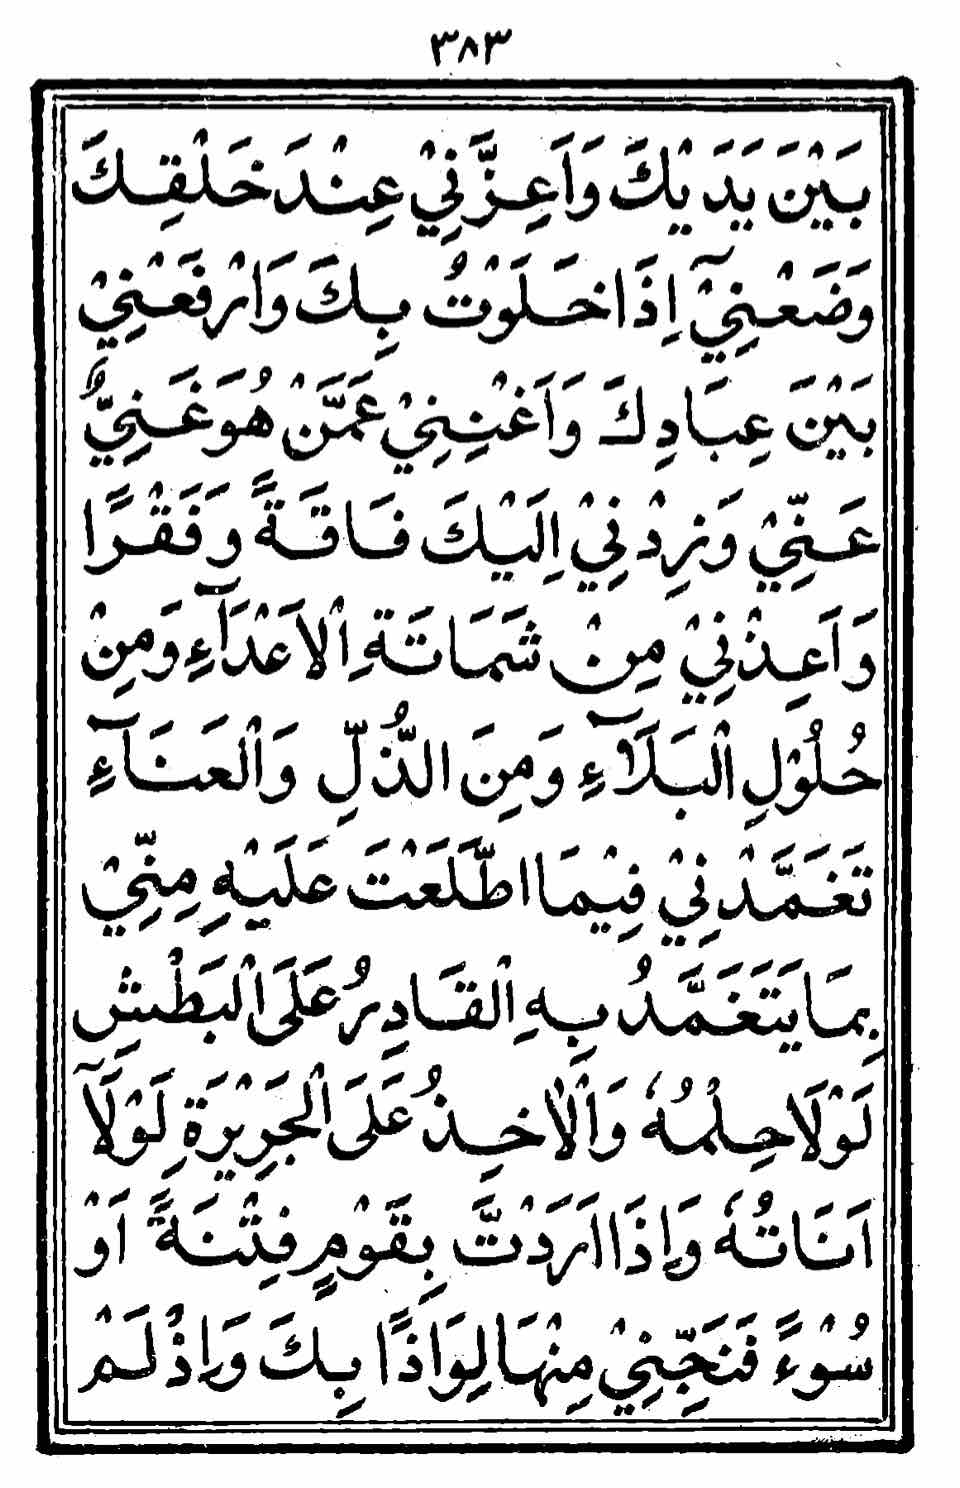 ٣٨٣
بَيْنَ يَدَيْكَ وَاَعِزَّنِيْ عِنْدَ خَلْقِكَ
وَضَعْنِيْٓ اِذَا خَلَوْتُ بِكَ وَارْفَعْنِيْ
بَيْنَ عِبَادِكَ وَاَغْنِنِيْ عَمَّنْ هُوَ غَنِيٌّ
عَنِّيْ وَزِدْنِيْ اِلَيْكَ فَاقَةً وَفَقْرًا
وَاَعِذْنِيْ مِنْ شَمَاتَةِ الْاَعْدَآءِ وَمِنْ
حُلُوْلِ الْبَلَآءِ وَمِنَ الذُّلِّ وَالْعَنَآءِ
تَغَمَّدْنِيْ فِيْمَا اطَّلَعْتَ عَلَيْهِ مِنِّيْ
بِمَا يَتَغَمَّدُ بِهِ الْقَادِرُ عَلَى الْبَطْشِ
لَوْلَا حِلْمُهٗ وَالْاٰخِذُ عَلَى الْجَرِيْرَةِ لَوْلَآ
اَنَاتُهٗ وَاِذَا اَرَدْتَّ بِقَوْمٍ فِتْنَةً اَوْ
سُوْٓءً فَنَجِّنِيْ مِنْهَا لِوَاذًا بِكَ وَاِذْ لَمْ